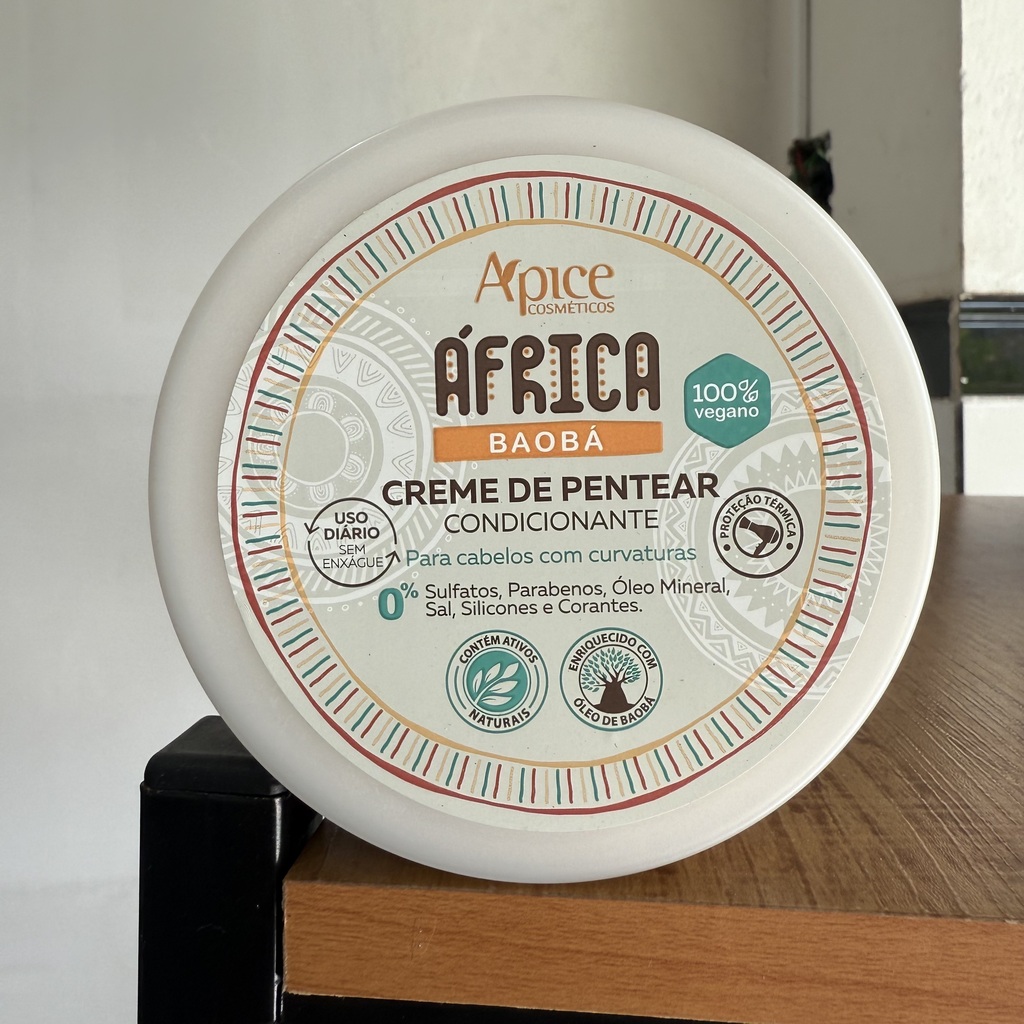 Apice
COSMÉTICOS
ÁFRICA
BAOBÁ
100%
vegano
CREME DE PENTEAR
CONDICIONANTE
Para cabelos com curvaturas
USO
DIÁRIO
SEM
ENXÁGUE
PROTEÇÃO TÉRMICA
0% Sulfatos, Parabenos, Óleo Mineral,
Sal, Silicones e Corantes.
CONTÉM ATIVOS
NATURAIS
ENRIQUECIDO COM
ÓLEO DE BAOBÁ